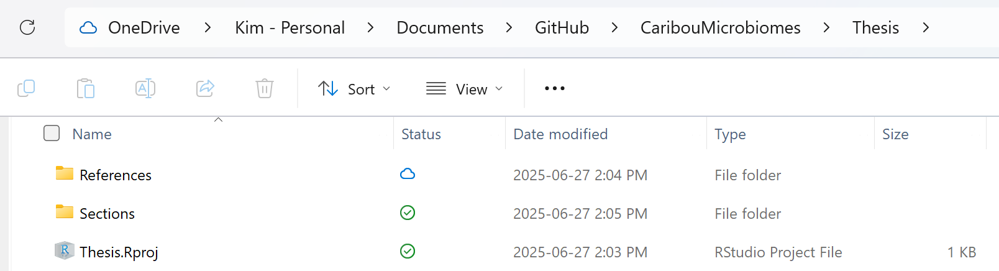 OneDrive > Kim - Personal > Documents > GitHub > CaribouMicrobiomes > Thesis >
Sort View
Name Status Date modified Type Size
References 2025-06-27 2:04 PM File folder
Sections 2025-06-27 2:05 PM File folder
R Thesis.Rproj 2025-06-27 2:03 PM RStudio Project File 1 KB